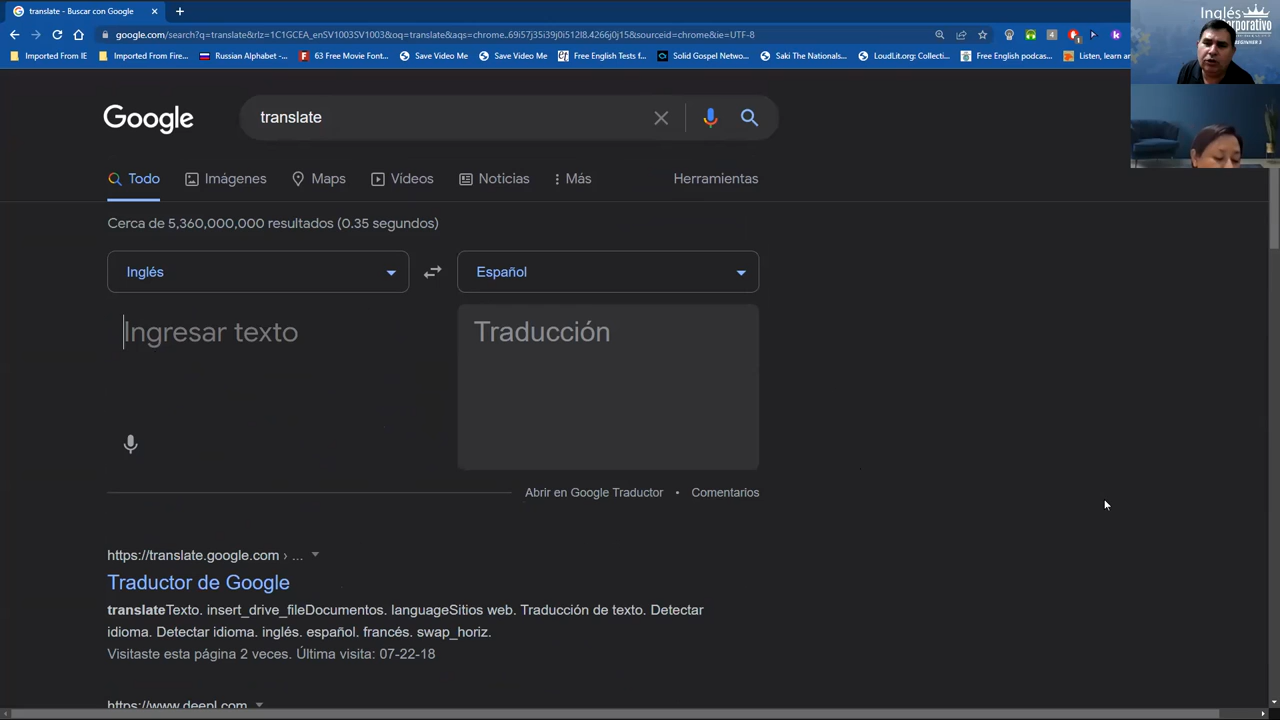 translate - Buscar con Google
google.com/search?q=translate&rlz=1C1GCEA_enSV1003SV1003&oq=translate&aqs=chrome..69i57j35i39j0i512l8.4266j0j15&sourceid=chrome&ie=UTF-8
Imported From IE
Imported From Fire...
Russian Alphabet -...
63 Free Movie Font...
Save Video Me
Save Video Me
Free English Tests f...
Solid Gospel Netwo...
Saki The Nationals...
LoudLit.org: Collecti...
Free English podcas...
Listen, learn an
Inglés
BEGINNER 2
Google
translate
Todo
Imágenes
Maps
Videos
Noticias
Más
Herramientas
Cerca de 5,360,000,000 resultados (0.35 segundos)
Inglés
Español
Ingresar texto
Traducción
Abrir en Google Traductor • Comentarios
https://translate.google.com › ...
Traductor de Google
translateTexto. insert_drive_fileDocumentos. languageSitios web. Traducción de texto. Detectar
idioma. Detectar idioma. inglés. español. francés. swap_horiz.
Visitaste esta página 2 veces. Última visita: 07-22-18
https://www.deepl.com